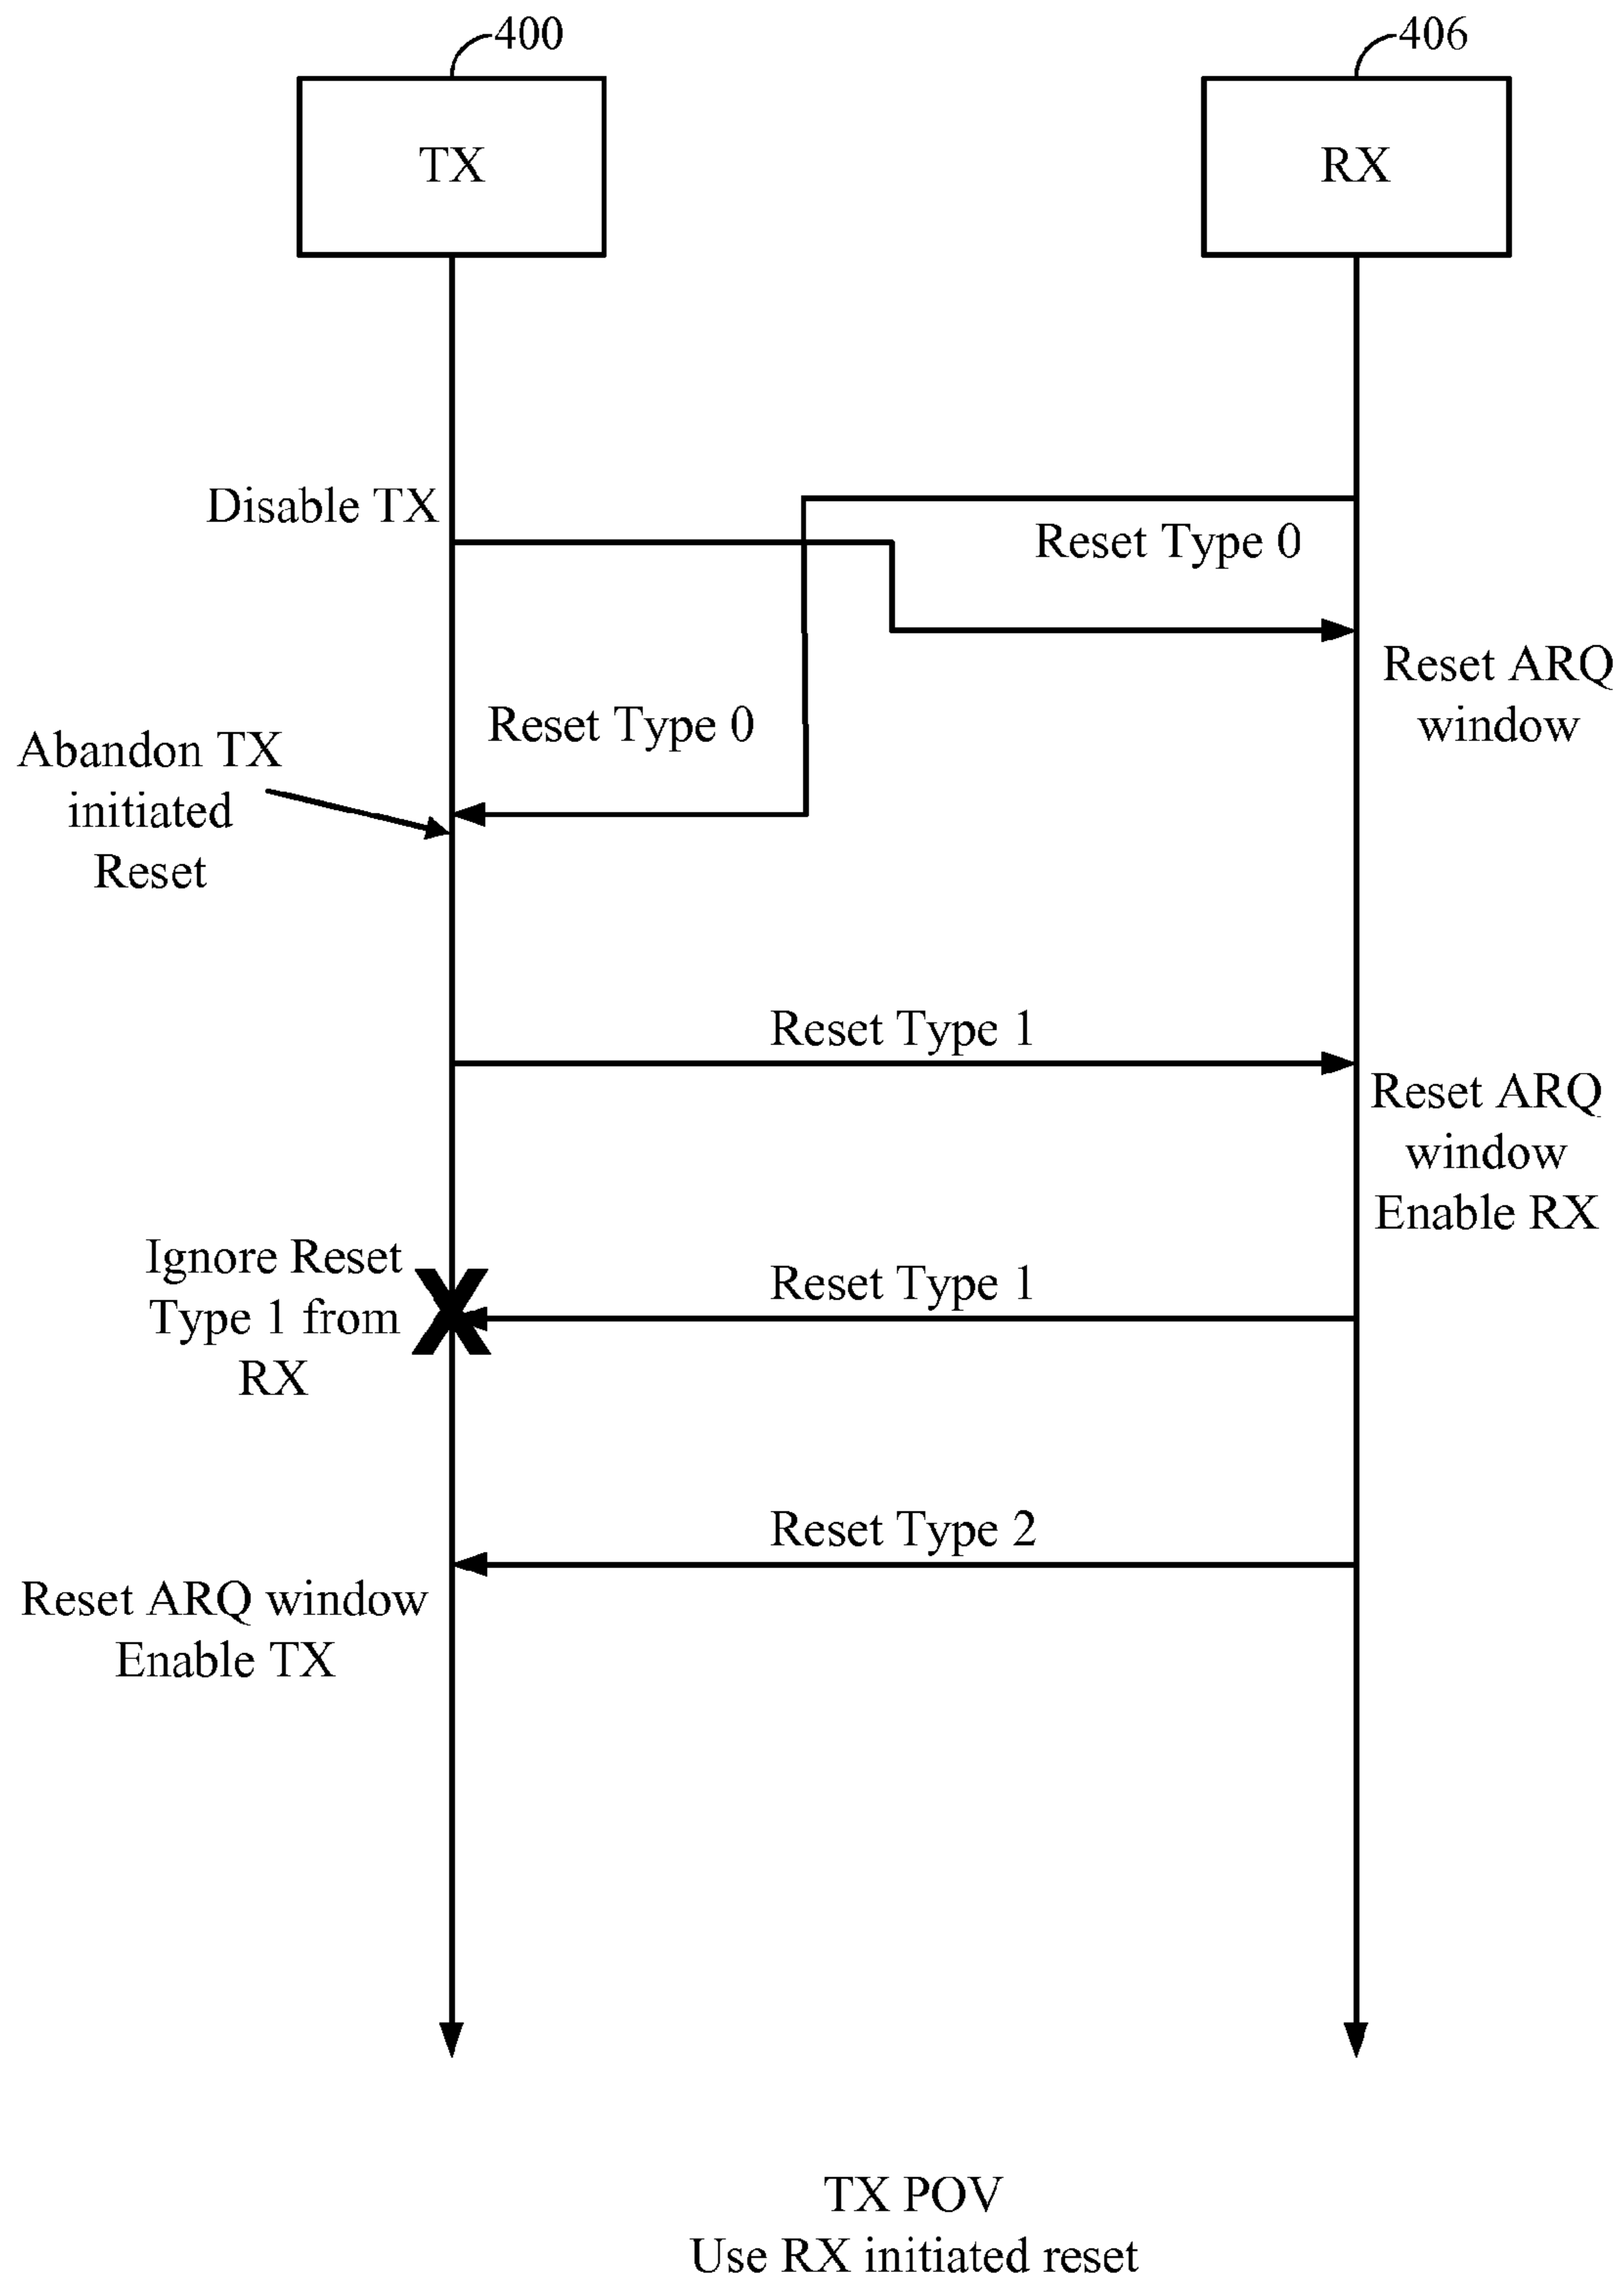 400
406
TX
RX
Disable TX
Reset Type 0
Reset ARQ
window
Reset Type 0
Abandon TX
initiated
Reset
Reset Type 1
Reset ARQ
window
Enable RX
Ignore Reset
Type 1 from
RX
X
Reset Type 1
Reset Type 2
Reset ARQ window
Enable TX
TX POV
Use RX initiated reset